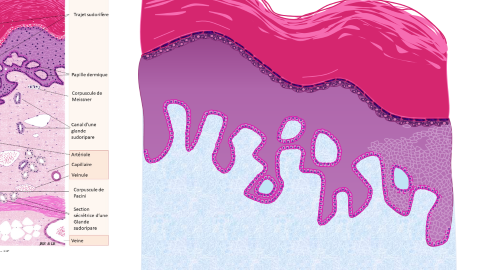 Trajet sudorifère
Papille dermique
Corpuscule de
Meissner
Canal d'une
glande
sudoripare
Artériole
Capillaire
Veinule
Corpuscule de
Pacini
Section
sécrétrice d'une
Glande
sudoripare
Veine